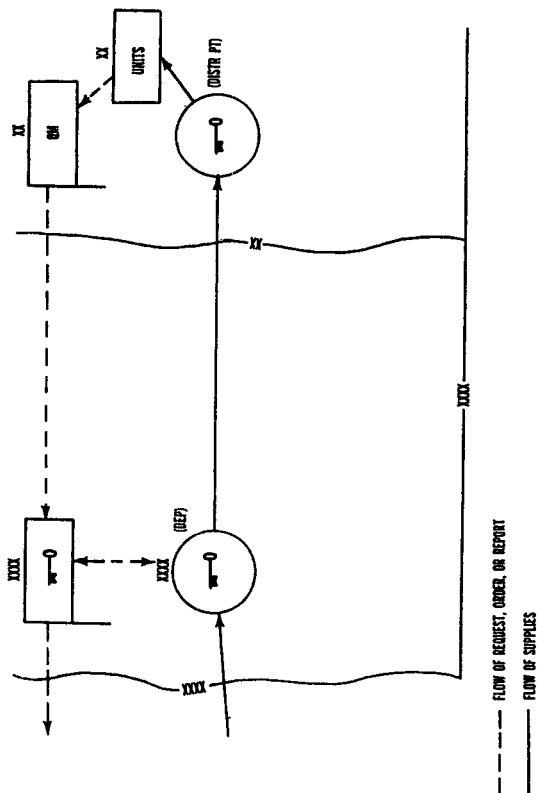 XX
QM
XX
UNITS
(DISTR PT)
XX
XXXX
XXXX
XXXX
(DEP)
XXXX
FLOW OF REQUEST, ORDER, OR REPORT
FLOW OF SUPPLIES